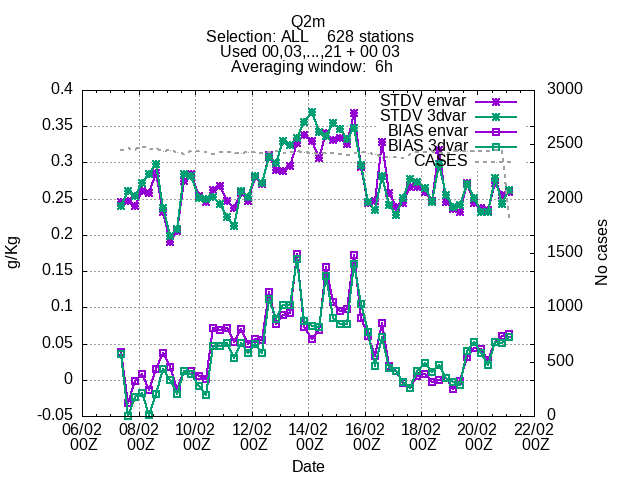 Q2m
Selection: ALL 628 stations
Used 00,03,...,21 + 00 03
Averaging window: 6h
STDV envar
STDV 3dvar
BIAS envar
BIAS 3dvar
CASES
0.4
0.35
0.3
0.25
0.2
0.15
0.1
0.05
0
-0.05
g/Kg
3000
2500
2000
1500
1000
500
0
No cases
06/02 08/02 10/02 12/02 14/02 16/02 18/02 20/02 22/02
00Z 00Z 00Z 00Z 00Z 00Z 00Z 00Z 00Z
Date